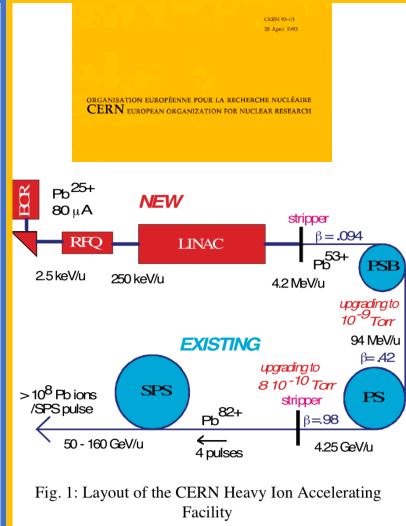 CERN 93-01
28 April 1993
ORGANISATION EUROPÉENNE POUR LA RECHERCHE NUCLÉAIRE
CERN EUROPEAN ORGANIZATION FOR NUCLEAR RESEARCH
ECR
Pb25+
80 μA
NEW
RFQ
LINAC
stripper
β = .094
Pb53+
PSB
2.5 keV/u
250 keV/u
4.2 MeV/u
upgrading to
10-9 Torr
94 MeV/u
β=.42
EXISTING
SPS
upgrading to
8 10-10 Torr
stripper
PS
>108 Pb ions
/SPS pulse
Pb82+
β=.98
50 - 160 GeV/u
4 pulses
4.25 GeV/u
Fig. 1: Layout of the CERN Heavy Ion Accelerating
Facility